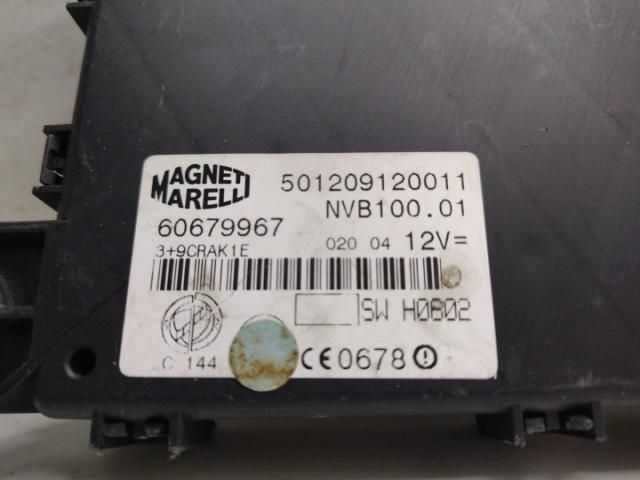 MAGNETI
MARELLI
501209120011
NVB100.01
60679967
3+9CRAK1E
020 04 12V=
SW H0802
C 144
CE0678